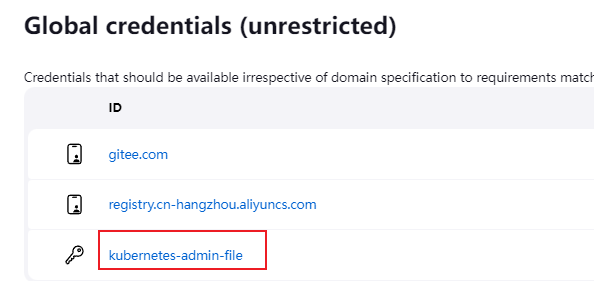 Global credentials (unrestricted)
Credentials that should be available irrespective of domain specification to requirements match
ID
gitee.com
registry.cn-hangzhou.aliyuncs.com
kubernetes-admin-file